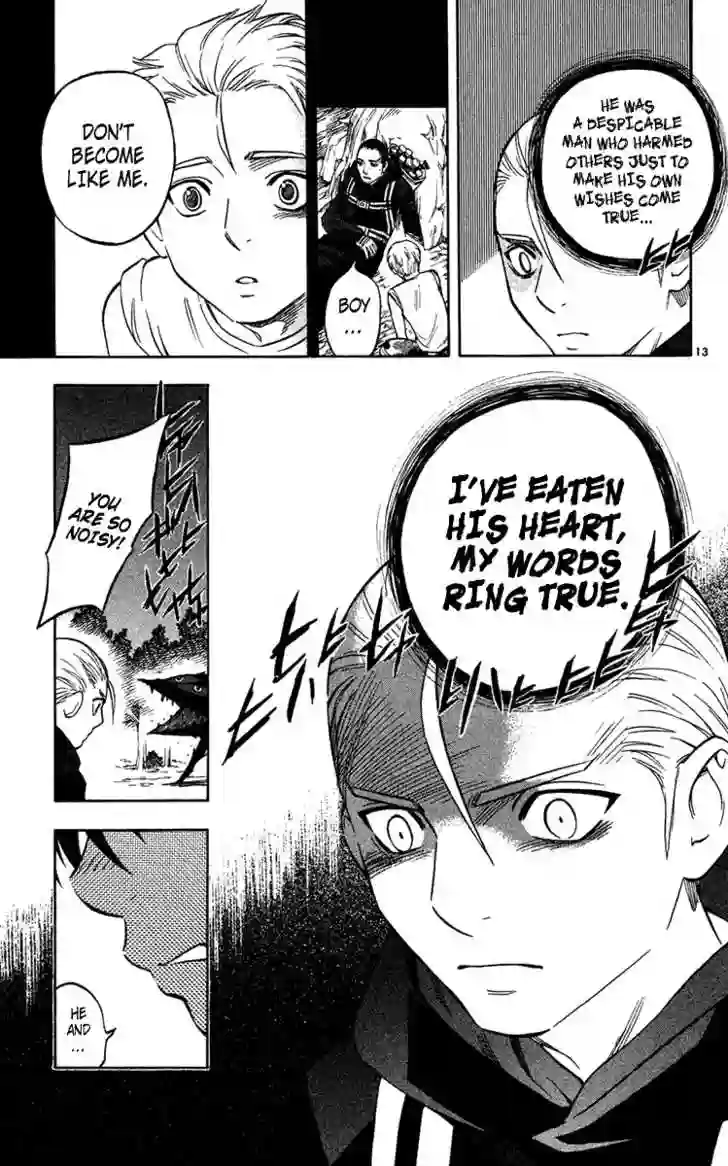 HE WAS
A DESPICABLE
MAN WHO HARMED
OTHERS JUST TO
MAKE HIS OWN
WISHES COME
TRUE...
BOY
...
DON'T
BECOME
LIKE ME.
13
I'VE EATEN
HIS HEART,
MY WORDS
RING TRUE.
YOU
ARE SO
NOISY!
HE
AND
...